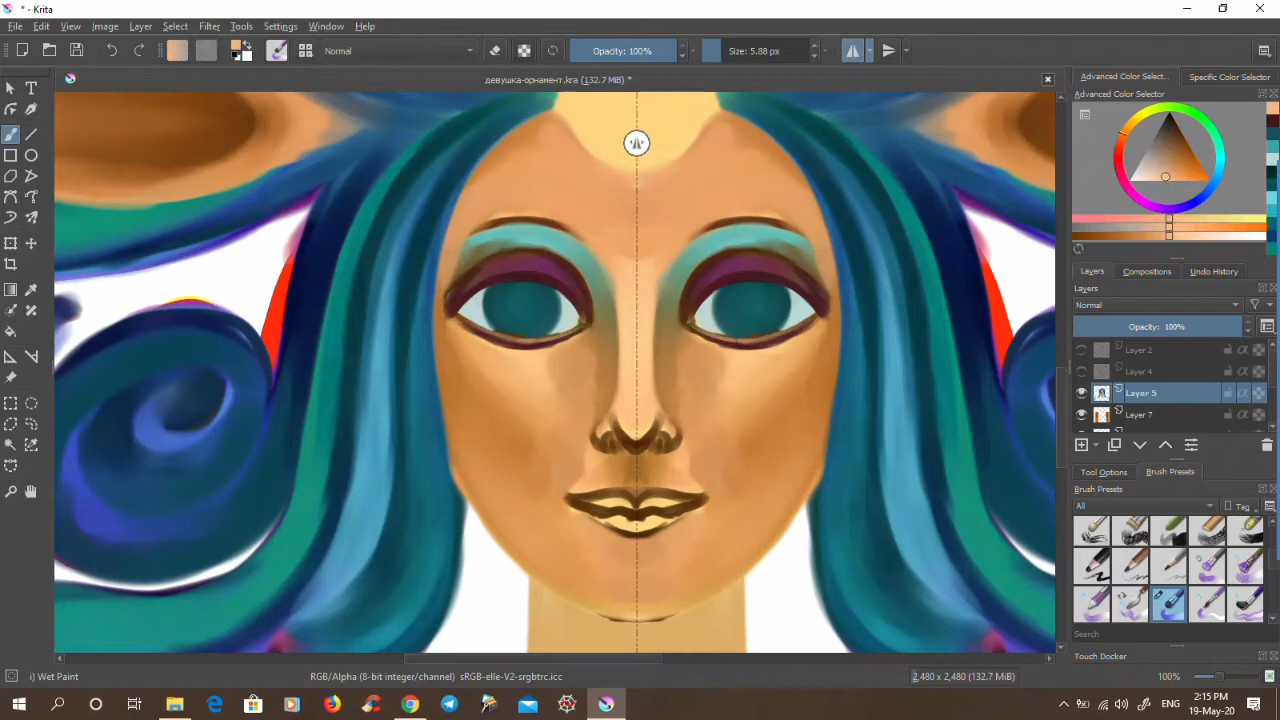 * - Krita
File Edit View Image Layer Select Filter Tools Settings Window Help
Normal Opacity: 100% Size: 5.88 px
девушка-орнамент.kra (132.7 MiB) *
Advanced Color Select... Specific Color Selector
Advanced Color Selector
Layers Compositions Undo History
Layers
Normal
Opacity: 100%
Layer 2
Layer 4
Layer 5
Layer 7
Tool Options Brush Presets
Brush Presets
All Tag
Search
Touch Docker
i) Wet Paint RGB/Alpha (8-bit integer/channel) sRGB-elle-V2-srgbtrc.icc 2,480 x 2,480 (132.7 MiB) 100%
ENG 2:15 PM
19-May-20